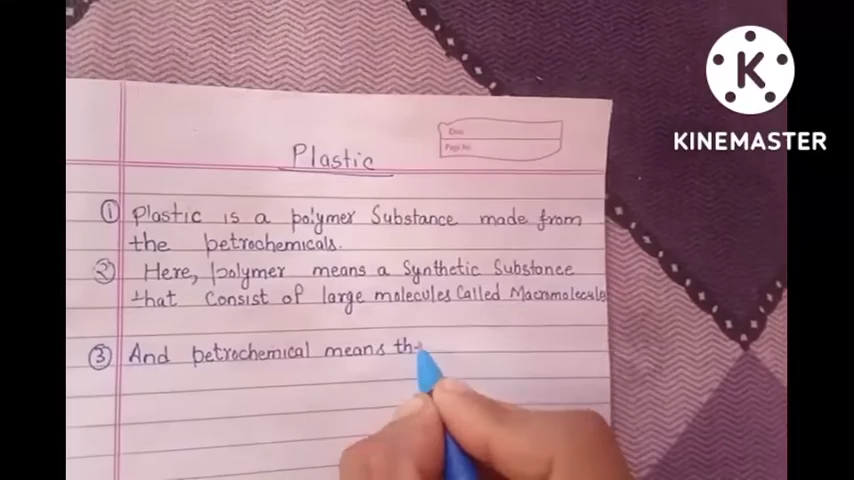 KINEMASTER
Date:
Page No.
Plastic
① Plastic is a polymer Substance made from
the petrochemicals.
② Here, polymer means a Synthetic Substance
that Consist of large molecules Called Macromolecules
③ And petrochemical means th